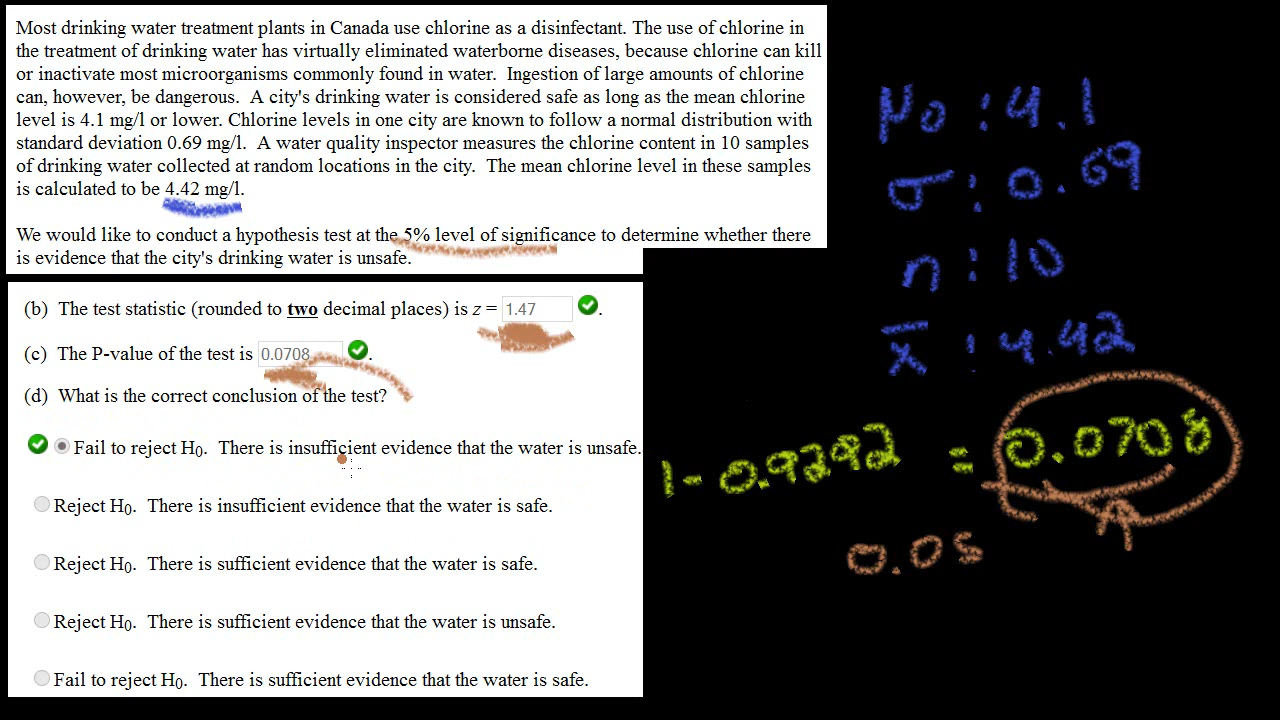 Most drinking water treatment plants in Canada use chlorine as a disinfectant. The use of chlorine in
the treatment of drinking water has virtually eliminated waterborne diseases, because chlorine can kill
or inactivate most microorganisms commonly found in water. Ingestion of large amounts of chlorine
can, however, be dangerous. A city's drinking water is considered safe as long as the mean chlorine
level is 4.1 mg/l or lower. Chlorine levels in one city are known to follow a normal distribution with
standard deviation 0.69 mg/l. A water quality inspector measures the chlorine content in 10 samples
of drinking water collected at random locations in the city. The mean chlorine level in these samples
is calculated to be 4.42 mg/l.
We would like to conduct a hypothesis test at the 5% level of significance to determine whether there
is evidence that the city's drinking water is unsafe.
(b) The test statistic (rounded to two decimal places) is z = 1.47.
(c) The P-value of the test is 0.0708.
(d) What is the correct conclusion of the test?
Fail to reject H0. There is insufficient evidence that the water is unsafe.
Reject H0. There is insufficient evidence that the water is safe.
Reject H0. There is sufficient evidence that the water is safe.
Reject H0. There is sufficient evidence that the water is unsafe.
Fail to reject H0. There is sufficient evidence that the water is safe.
μ0 : 4.1
σ : 0.69
n : 10
x̄ : 4.42
1-0.9292 = 0.0708
0.05